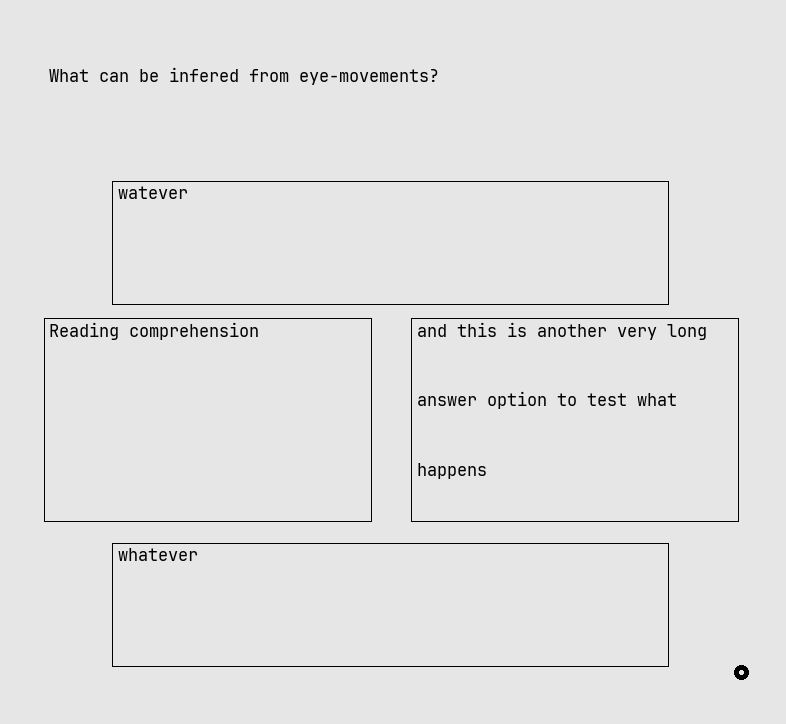 What can be infered from eye-movements?
watever
Reading comprehension
and this is another very long
answer option to test what
happens
whatever